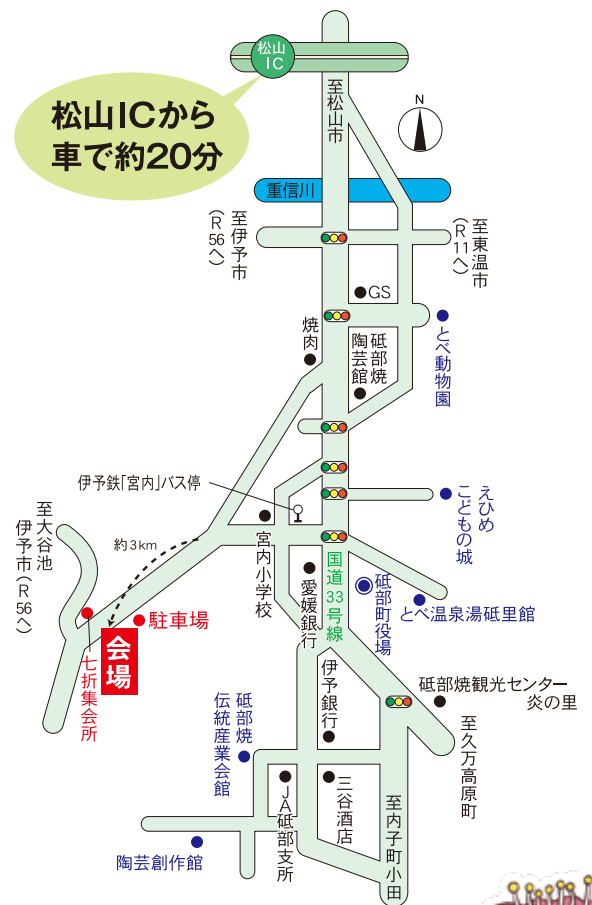 松山
IC
松山ICから
車で約20分
至松山市
N
重信川
至伊予市
(R56へ)
至東温市
(R11へ)
GS
焼肉
砥部焼
陶芸館
とべ動物園
伊予鉄「宮内」バス停
えひめ
こどもの城
至大谷池
伊予市(R56へ)
約3km
宮内小学校
愛媛銀行
国道33号線
砥部町役場
とべ温泉湯砥里館
駐車場
会場
七折集会所
伊予銀行
砥部焼観光センター
炎の里
砥部焼
伝統産業会館
至久万高原町
JA砥部支所
三谷酒店
至内子町小田
陶芸創作館